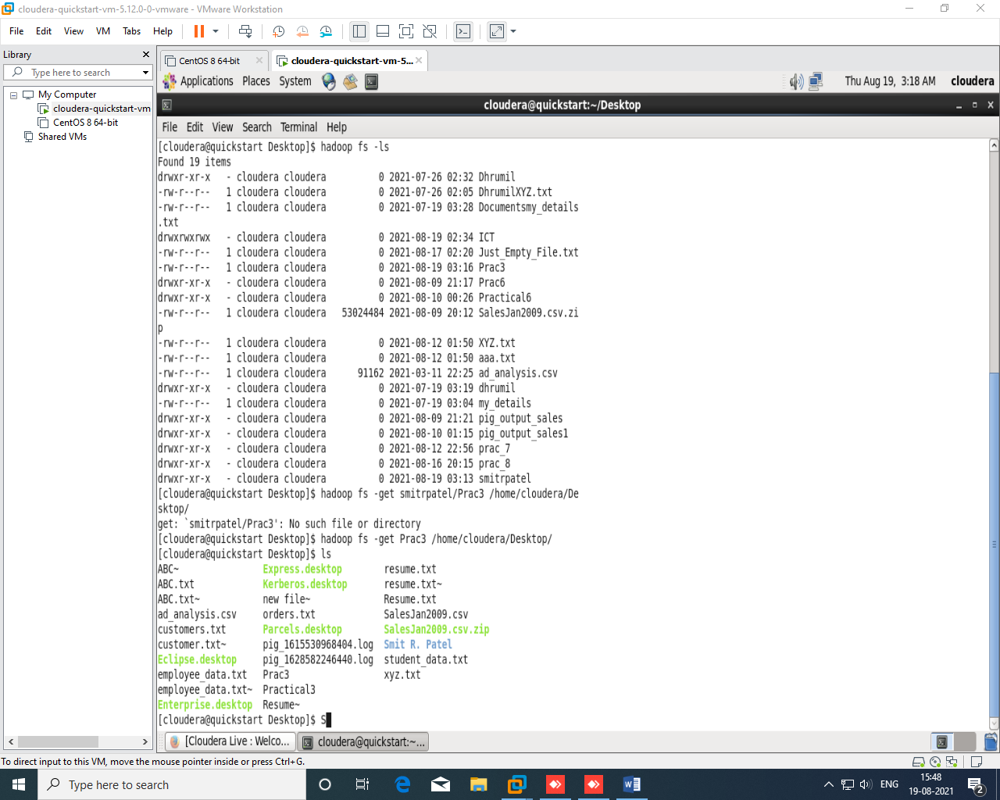 cloudera-quickstart-vm-5.12.0-0-vmware - VMware Workstation
File Edit View VM Tabs Help
Library
Type here to search
My Computer
cloudera-quickstart-vm
CentOS 8 64-bit
Shared VMs
CentOS 8 64-bit cloudera-quickstart-vm-5...
Applications Places System Thu Aug 19, 3:18 AM cloudera
cloudera@quickstart:~/Desktop
File Edit View Search Terminal Help
[cloudera@quickstart Desktop]$ hadoop fs -ls
Found 19 items
drwxr-xr-x   - cloudera cloudera          0 2021-07-26 02:32 Dhrumil
-rw-r--r--   1 cloudera cloudera          0 2021-07-26 02:05 DhrumilXYZ.txt
-rw-r--r--   1 cloudera cloudera          0 2021-07-19 03:28 Documentsmy_details
.txt
drwxrwxrwx   - cloudera cloudera          0 2021-08-19 02:34 ICT
-rw-r--r--   1 cloudera cloudera          0 2021-08-17 02:20 Just_Empty_File.txt
-rw-r--r--   1 cloudera cloudera          0 2021-08-19 03:16 Prac3
drwxr-xr-x   - cloudera cloudera          0 2021-08-09 21:17 Prac6
drwxr-xr-x   - cloudera cloudera          0 2021-08-10 00:26 Practical6
-rw-r--r--   1 cloudera cloudera   53024484 2021-08-09 20:12 SalesJan2009.csv.zi
p
-rw-r--r--   1 cloudera cloudera          0 2021-08-12 01:50 XYZ.txt
-rw-r--r--   1 cloudera cloudera          0 2021-08-12 01:50 aaa.txt
-rw-r--r--   1 cloudera cloudera      91162 2021-03-11 22:25 ad_analysis.csv
drwxr-xr-x   - cloudera cloudera          0 2021-07-19 03:19 dhrumil
-rw-r--r--   1 cloudera cloudera          0 2021-07-19 03:04 my_details
drwxr-xr-x   - cloudera cloudera          0 2021-08-09 21:21 pig_output_sales
drwxr-xr-x   - cloudera cloudera          0 2021-08-10 01:15 pig_output_sales1
drwxr-xr-x   - cloudera cloudera          0 2021-08-12 22:56 prac_7
drwxr-xr-x   - cloudera cloudera          0 2021-08-16 20:15 prac_8
drwxr-xr-x   - cloudera cloudera          0 2021-08-19 03:13 smitrpatel
[cloudera@quickstart Desktop]$ hadoop fs -get smitrpatel/Prac3 /home/cloudera/De
sktop/
get: `smitrpatel/Prac3': No such file or directory
[cloudera@quickstart Desktop]$ hadoop fs -get Prac3 /home/cloudera/Desktop/
[cloudera@quickstart Desktop]$ ls
ABC~                Express.desktop        resume.txt
ABC.txt             Kerberos.desktop       resume.txt~
ABC.txt~            new file~              Resume.txt
ad_analysis.csv     orders.txt             SalesJan2009.csv
customers.txt       Parcels.desktop        SalesJan2009.csv.zip
customer.txt~       pig_1615530968404.log  Smit R. Patel
Eclipse.desktop     pig_1628582246440.log  student_data.txt
employee_data.txt   Prac3                  xyz.txt
employee_data.txt~  Practical3
Enterprise.desktop  Resume~
[cloudera@quickstart Desktop]$ S
[Cloudera Live : Welco... cloudera@quickstart:~...
To direct input to this VM, move the mouse pointer inside or press Ctrl+G.
Type here to search ENG 15:48
19-08-2021 2